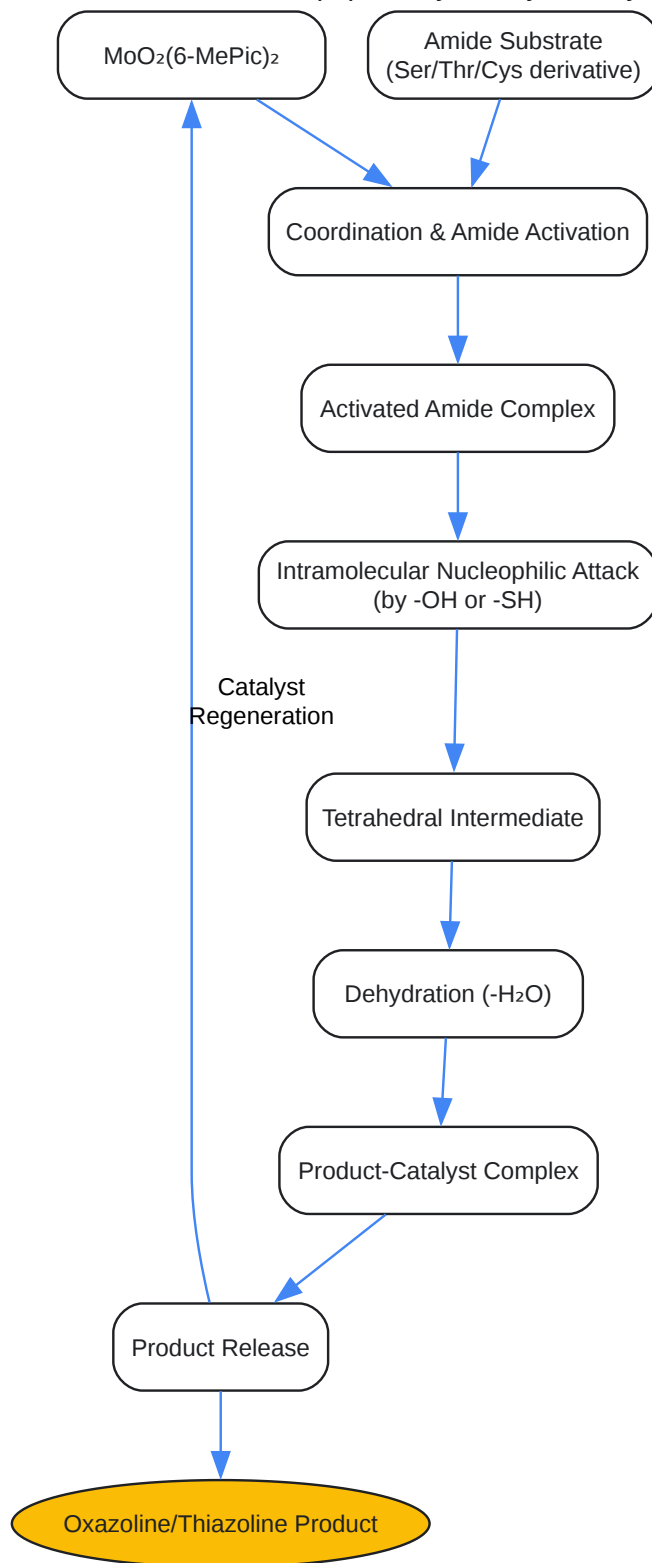 MoO₂(6-MePic)₂
Amide Substrate
(Ser/Thr/Cys derivative)
Coordination & Amide Activation
Activated Amide Complex
Intramolecular Nucleophilic Attack
(by -OH or -SH)
Catalyst
Regeneration
Tetrahedral Intermediate
Dehydration (-H₂O)
Product-Catalyst Complex
Product Release
Oxazoline/Thiazoline Product